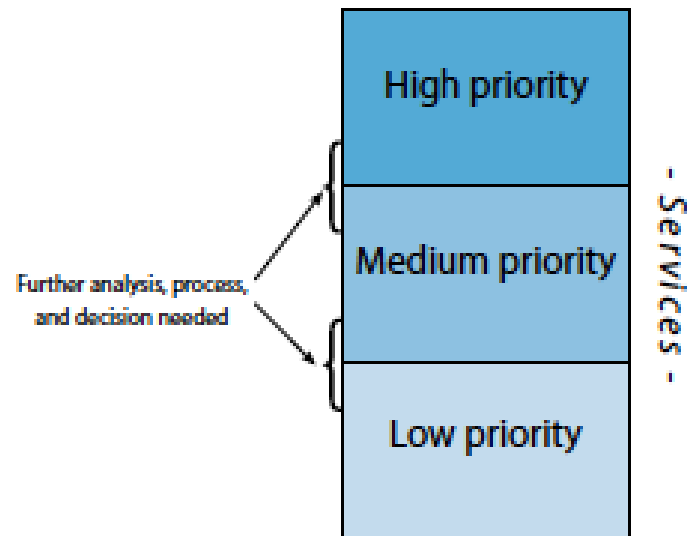 High priority
Medium priority
Further analysis, process,
and decision needed
Low priority
- Services -